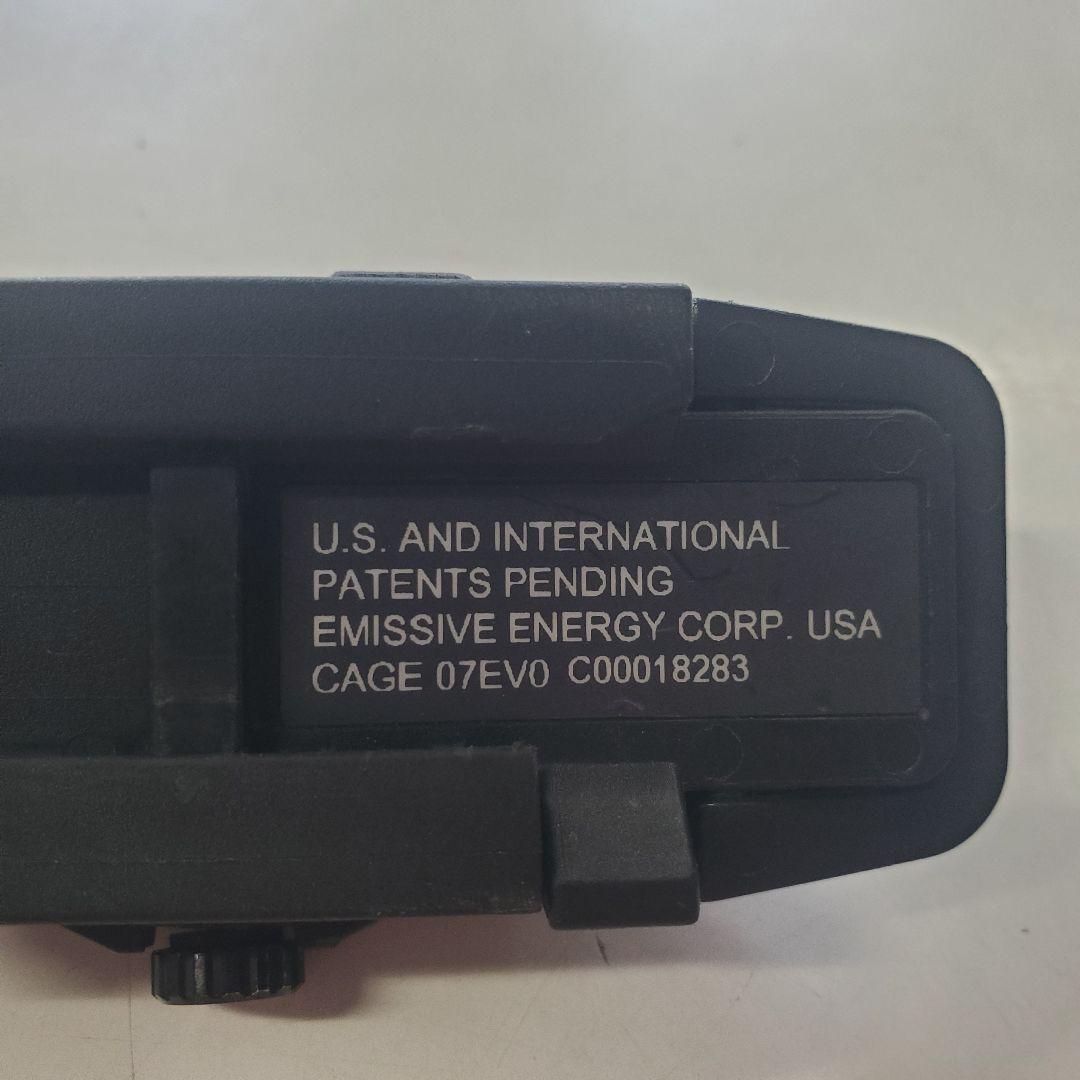 U.S. AND INTERNATIONAL
PATENTS PENDING
EMISSIVE ENERGY CORP. USA
CAGE 07EV0 C00018283